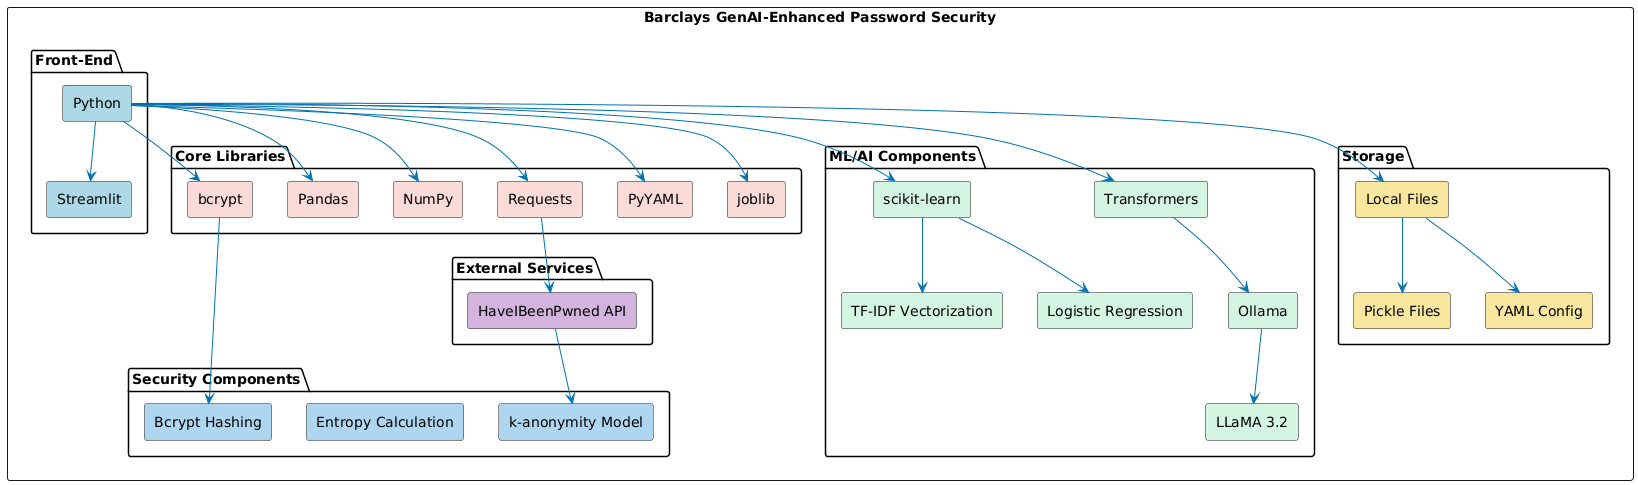 Barclays GenAI-Enhanced Password Security
Front-End
Python
Streamlit
Core Libraries
bcrypt
Pandas
NumPy
Requests
PyYAML
joblib
External Services
HaveIBeenPwned API
Security Components
Bcrypt Hashing
Entropy Calculation
k-anonymity Model
ML/AI Components
scikit-learn
Transformers
TF-IDF Vectorization
Logistic Regression
Ollama
LLaMA 3.2
Storage
Local Files
Pickle Files
YAML Config